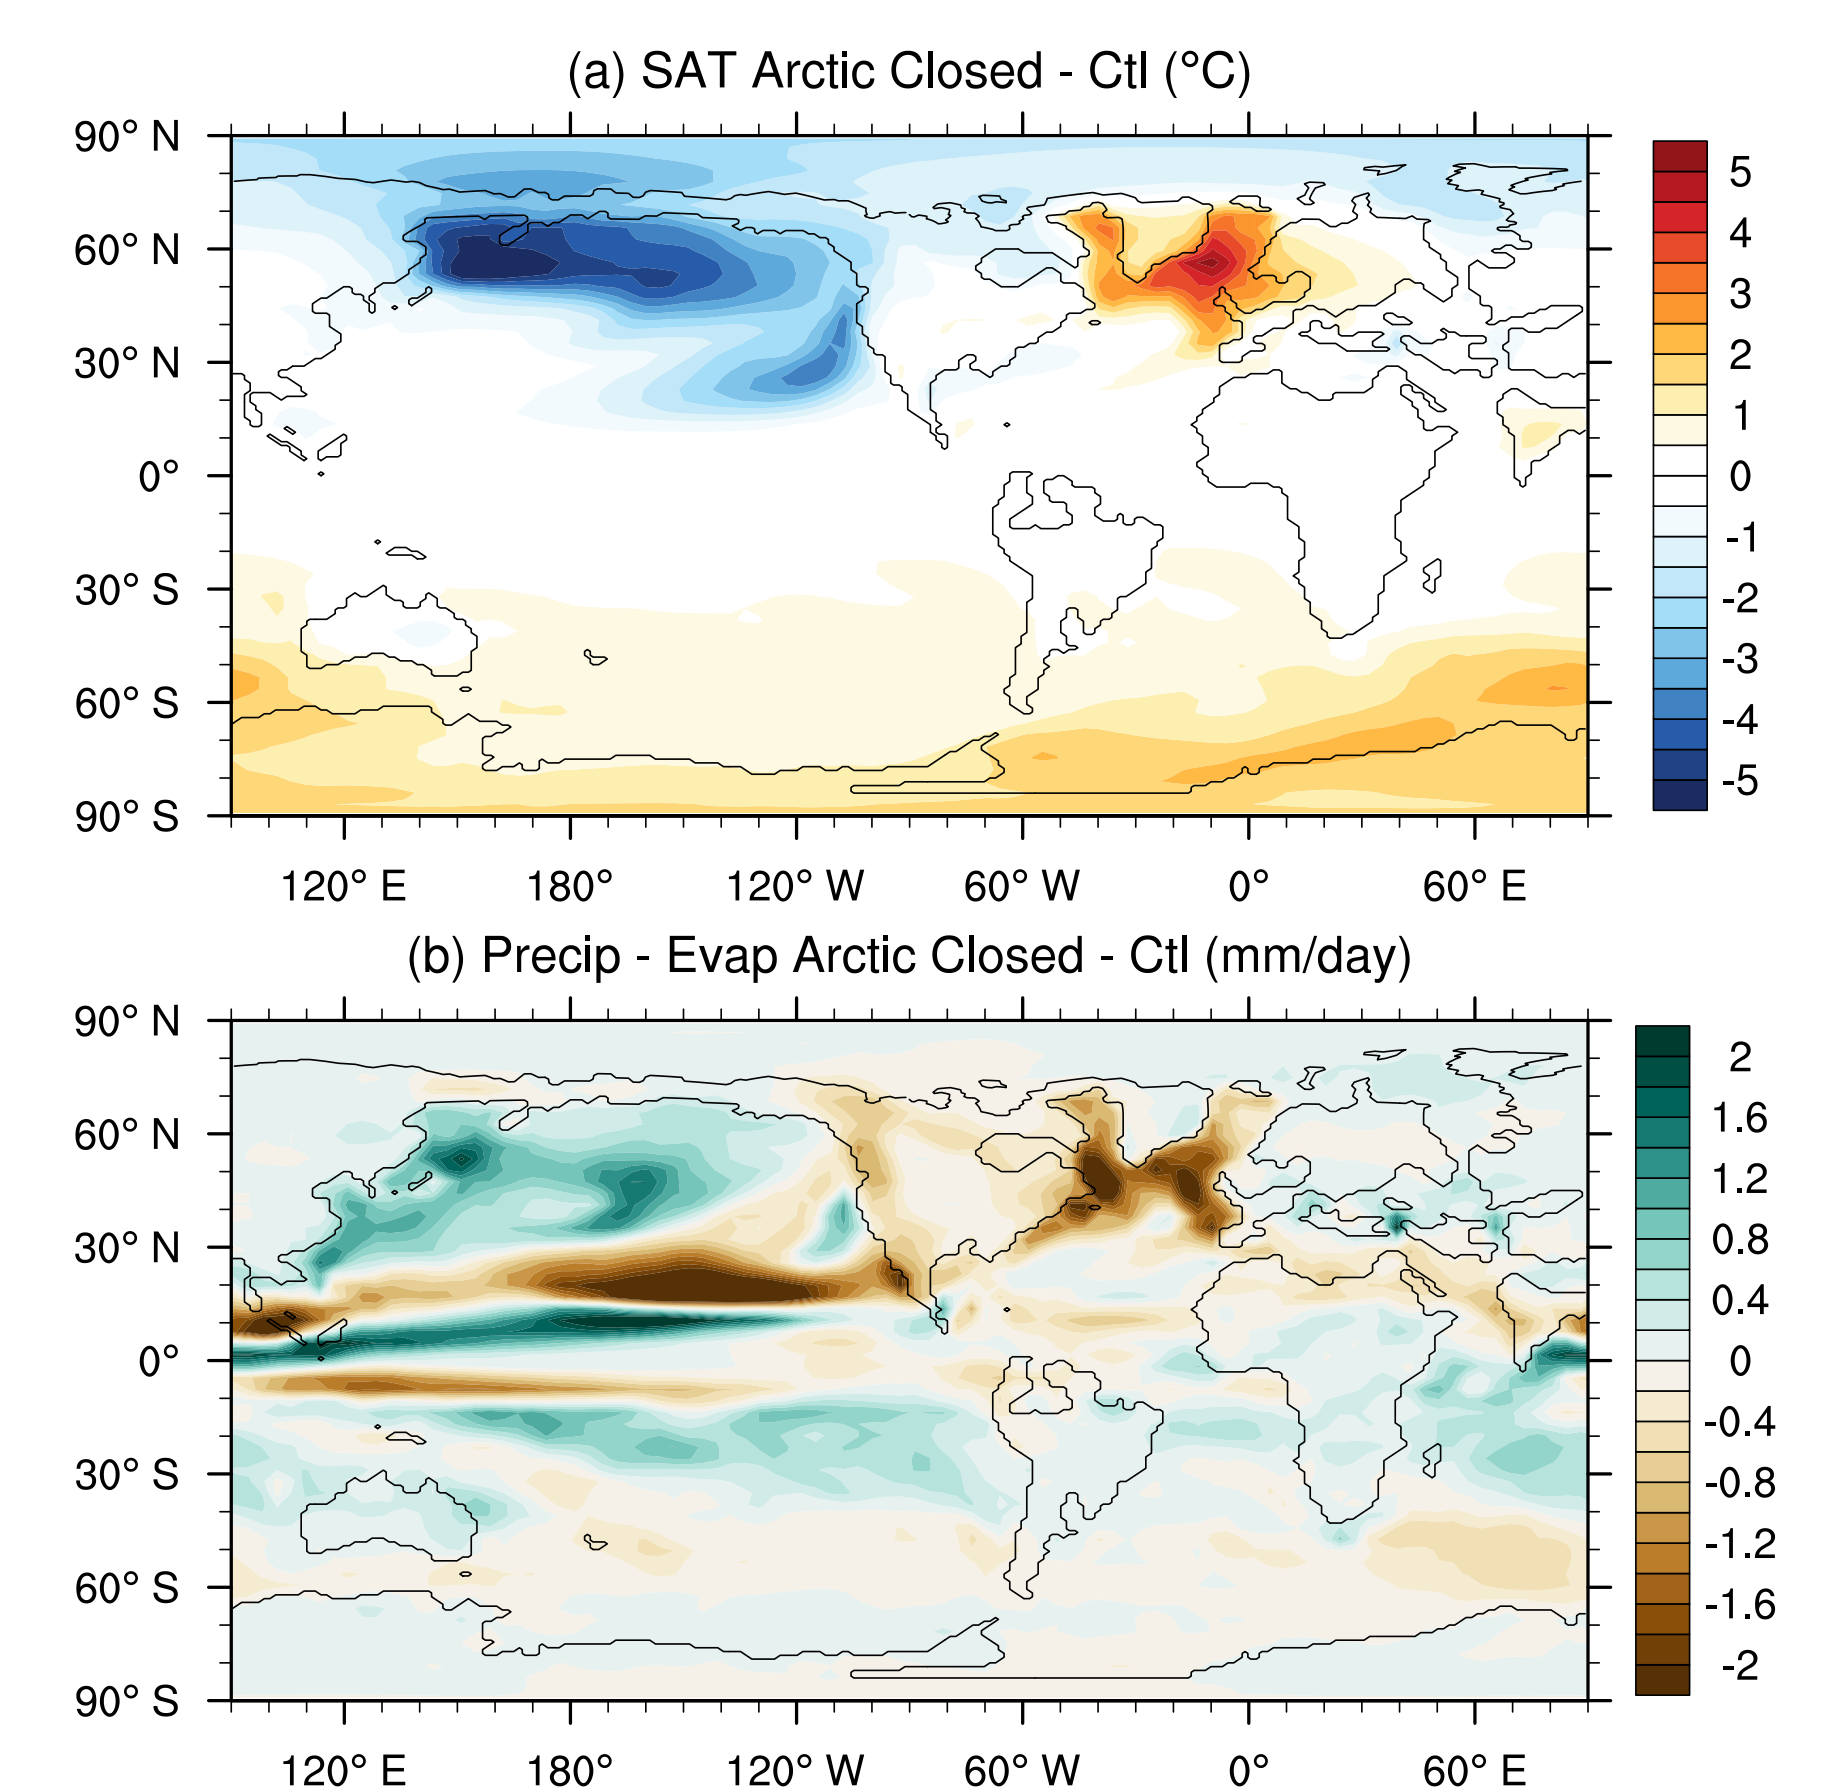 (a) SAT Arctic Closed - Ctl (°C)
90° N
60° N
30° N
0°
30° S
60° S
90° S
120° E 180° 120° W 60° W 0° 60° E
5
4
3
2
1
0
-1
-2
-3
-4
-5
(b) Precip - Evap Arctic Closed - Ctl (mm/day)
90° N
60° N
30° N
0°
30° S
60° S
90° S
120° E 180° 120° W 60° W 0° 60° E
2
1.6
1.2
0.8
0.4
0
-0.4
-0.8
-1.2
-1.6
-2